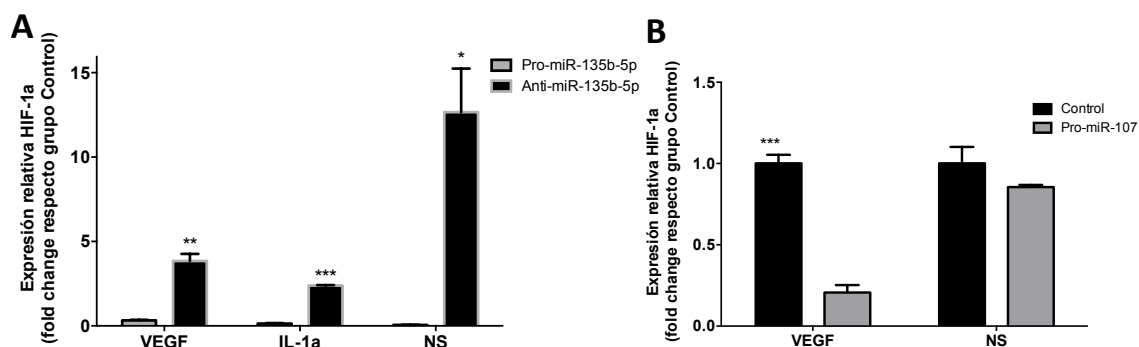 A
Expresión relativa HIF-1a
(fold change respecto grupo Control)
15
10
5
0
**
***
*
VEGF
IL-1a
NS
Pro-miR-135b-5p
Anti-miR-135b-5p
B
Expresión relativa HIF-1a
(fold change respecto grupo Control)
1.5
1.0
0.5
0.0
***
VEGF
NS
Control
Pro-miR-107